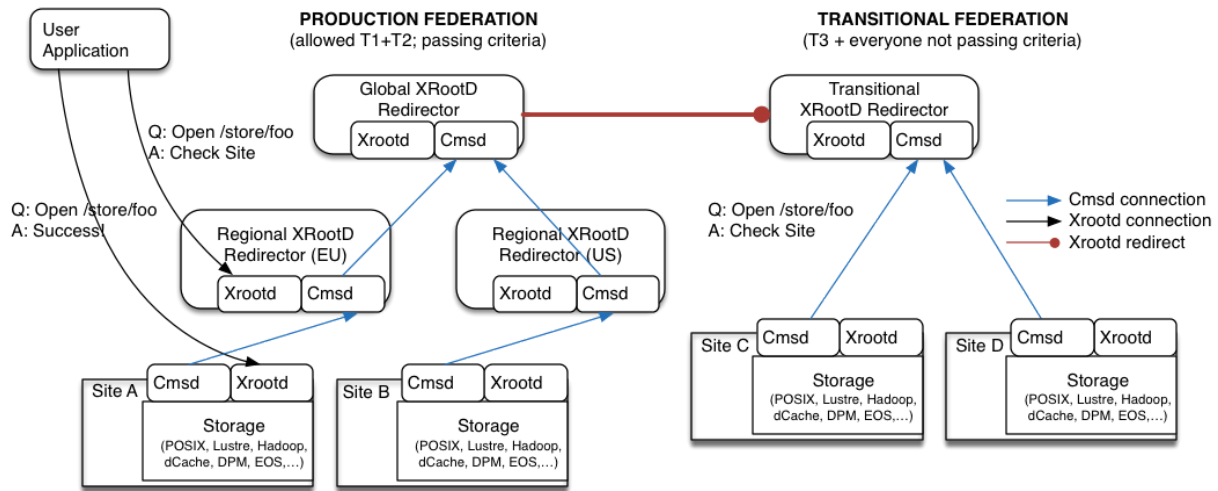 User
Application
PRODUCTION FEDERATION
(allowed T1+T2; passing criteria)
TRANSITIONAL FEDERATION
(T3 + everyone not passing criteria)
Global XRootD
Redirector
Xrootd
Cmsd
Transitional
XRootD Redirector
Xrootd
Cmsd
Q: Open /store/foo
A: Check Site
Q: Open /store/foo
A: Success!
Regional XRootD
Redirector (EU)
Xrootd
Cmsd
Regional XRootD
Redirector (US)
Xrootd
Cmsd
Q: Open /store/foo
A: Check Site
Cmsd connection
Xrootd connection
Xrootd redirect
Site A
Cmsd
Xrootd
Storage
(POSIX, Lustre, Hadoop,
dCache, DPM, EOS,...)
Site B
Cmsd
Xrootd
Storage
(POSIX, Lustre, Hadoop,
dCache, DPM, EOS,...)
Site C
Cmsd
Xrootd
Storage
(POSIX, Lustre, Hadoop,
dCache, DPM, EOS,...)
Site D
Cmsd
Xrootd
Storage
(POSIX, Lustre, Hadoop,
dCache, DPM, EOS,...)